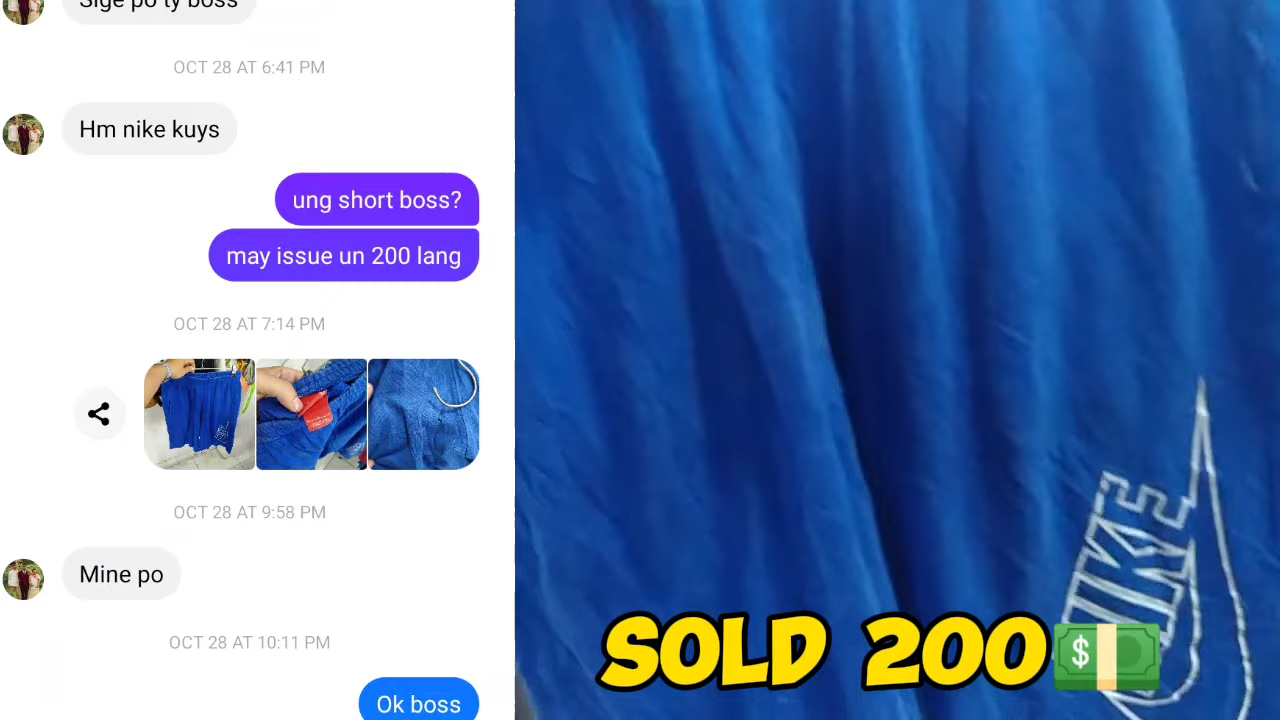 Sige po ty boss
OCT 28 AT 6:41 PM
Hm nike kuys
ung short boss?
may issue un 200 lang
OCT 28 AT 7:14 PM
OCT 28 AT 9:58 PM
Mine po
OCT 28 AT 10:11 PM
Ok boss
NIKE
SOLD 200